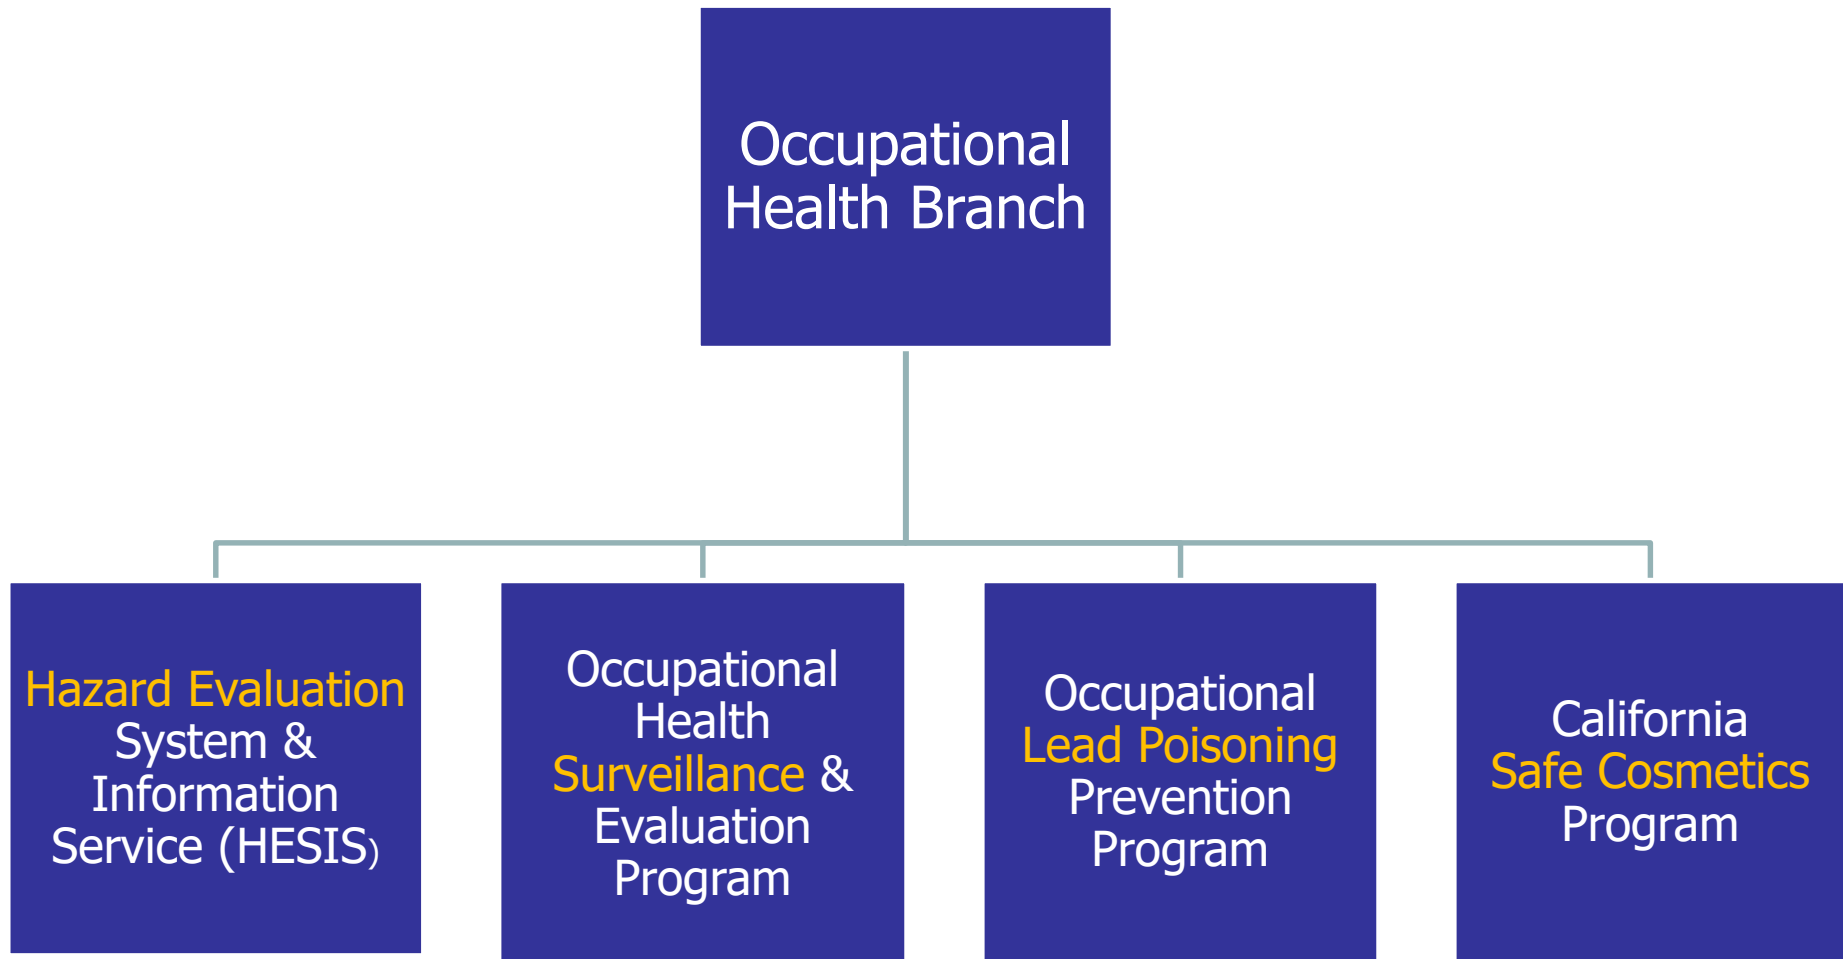 Occupational
Health Branch
Hazard Evaluation
System &
Information
Service (HESIS)
Occupational
Health
Surveillance &
Evaluation
Program
Occupational
Lead Poisoning
Prevention
Program
California
Safe Cosmetics
Program